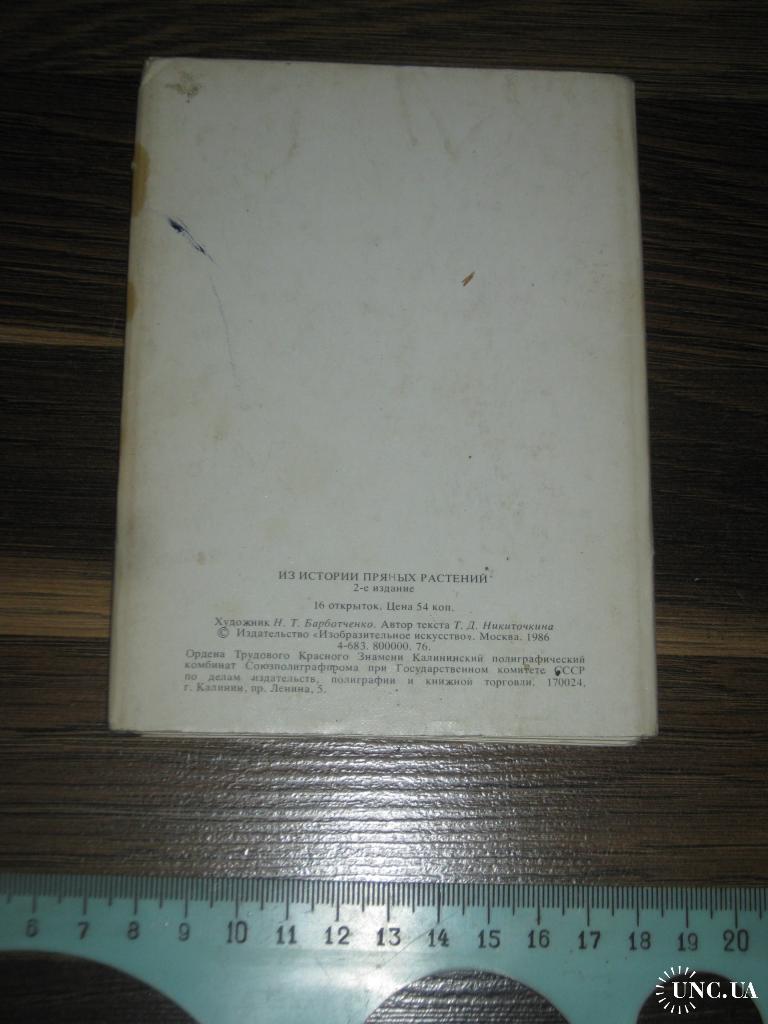 ИЗ ИСТОРИИ ПРЯНЫХ РАСТЕНИЙ
2-е издание
16 открыток. Цена 54 коп.
Художник Н. Т. Барботченко. Автор текста Т. Д. Никиточкина
© Издательство «Изобразительное искусство». Москва. 1986
4-683. 800000. 76.
Ордена Трудового Красного Знамени Калининский полиграфический
комбинат Союзполиграфпрома при Государственном комитете СССР
по делам издательств, полиграфии и книжной торговли. 170024,
г. Калинин, пр. Ленина, 5.
6 7 8 9 10 11 12 13 14 15 16 17 18 19 20
UNC.UA